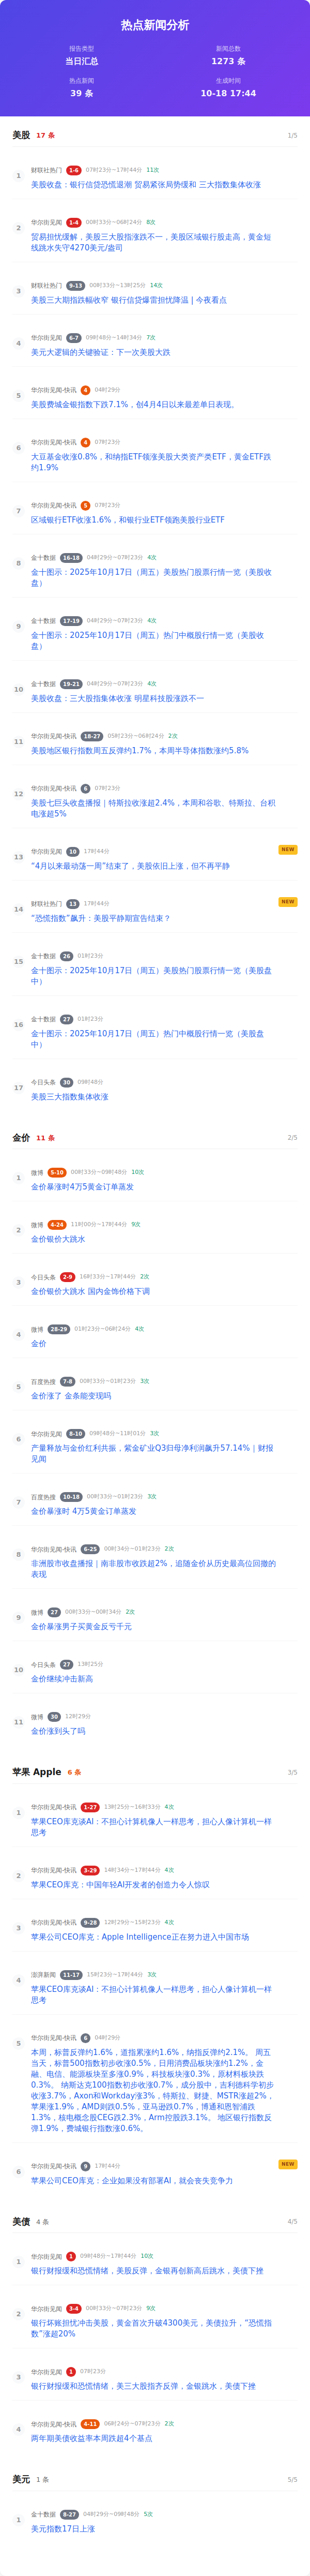 热点新闻分析
报告类型
当日汇总
新闻总数
1273 条
热点新闻
39 条
生成时间
10-18 17:44
美股 17 条 1/5
1
财联社热门 1-6 07时23分~17时44分 11次
美股收盘：银行信贷恐慌退潮 贸易紧张局势缓和 三大指数集体收涨
2
华尔街见闻 1-4 00时33分~06时24分 8次
贸易担忧缓解，美股三大股指涨跌不一，美股区域银行股走高，黄金短
线跳水失守4270美元/盎司
3
财联社热门 9-13 00时33分~13时25分 14次
美股三大期指跌幅收窄 银行信贷爆雷担忧降温 | 今夜看点
4
华尔街见闻 6-7 09时48分~14时34分 7次
美元大逻辑的关键验证：下一次美股大跌
5
华尔街见闻-快讯 4 04时29分
美股费城金银指数下跌7.1%，创4月4日以来最差单日表现。
6
华尔街见闻-快讯 4 07时23分
大豆基金收涨0.8%，和纳指ETF领涨美股大类资产类ETF，黄金ETF跌
约1.9%
7
华尔街见闻-快讯 5 07时23分
区域银行ETF收涨1.6%，和银行业ETF领跑美股行业ETF
8
金十数据 16-18 04时29分~07时23分 4次
金十图示：2025年10月17日（周五）美股热门股票行情一览（美股收
盘）
9
金十数据 17-19 04时29分~07时23分 4次
金十图示：2025年10月17日（周五）热门中概股行情一览（美股收
盘）
10
金十数据 19-21 04时29分~07时23分 4次
美股收盘：三大股指集体收涨 明星科技股涨跌不一
11
华尔街见闻-快讯 18-27 05时23分~06时24分 2次
美股地区银行指数周五反弹约1.7%，本周半导体指数涨约5.8%
12
华尔街见闻-快讯 6 07时23分
美股七巨头收盘播报｜特斯拉收涨超2.4%，本周和谷歌、特斯拉、台积
电涨超5%
13
华尔街见闻 10 17时44分
NEW
“4月以来最动荡一周”结束了，美股依旧上涨，但不再平静
14
财联社热门 13 17时44分
NEW
“恐慌指数”飙升：美股平静期宣告结束？
15
金十数据 26 01时23分
金十图示：2025年10月17日（周五）美股热门股票行情一览（美股盘
中）
16
金十数据 27 01时23分
金十图示：2025年10月17日（周五）热门中概股行情一览（美股盘
中）
17
今日头条 30 09时48分
美股三大指数集体收涨
金价 11 条 2/5
1
微博 5-10 00时33分~09时48分 10次
金价暴涨时4万5黄金订单蒸发
2
微博 4-24 11时00分~17时44分 9次
金价银价大跳水
3
今日头条 2-9 16时33分~17时44分 2次
金价银价大跳水 国内金饰价格下调
4
微博 28-29 01时23分~06时24分 4次
金价
5
百度热搜 7-8 00时33分~01时23分 3次
金价涨了 金条能变现吗
6
华尔街见闻 8-10 09时48分~11时01分 3次
产量释放与金价红利共振，紫金矿业Q3归母净利润飙升57.14%｜财报
见闻
7
百度热搜 10-18 00时33分~01时23分 3次
金价暴涨时 4万5黄金订单蒸发
8
华尔街见闻-快讯 6-25 00时34分~01时23分 2次
非洲股市收盘播报｜南非股市收跌超2%，追随金价从历史最高位回撤的
表现
9
微博 27 00时33分~00时34分 2次
金价暴涨男子买黄金反亏千元
10
今日头条 27 13时25分
金价继续冲击新高
11
微博 30 12时29分
金价涨到头了吗
苹果 Apple 6 条 3/5
1
华尔街见闻-快讯 1-27 13时25分~16时33分 4次
苹果CEO库克谈AI：不担心计算机像人一样思考，担心人像计算机一样
思考
2
华尔街见闻-快讯 3-29 14时34分~17时44分 4次
苹果CEO库克：中国年轻AI开发者的创造力令人惊叹
3
华尔街见闻-快讯 9-28 12时29分~15时23分 4次
苹果公司CEO库克：Apple Intelligence正在努力进入中国市场
4
澎湃新闻 11-17 15时23分~17时44分 3次
苹果CEO库克谈AI：不担心计算机像人一样思考，担心人像计算机一样
思考
5
华尔街见闻-快讯 6 04时29分
本周，标普反弹约1.6%，道指累涨约1.6%，纳指反弹约2.1%。 周五
当天，标普500指数初步收涨0.5%，日用消费品板块涨约1.2%，金
融、电信、能源板块至多涨0.9%，科技板块涨0.3%，原材料板块跌
0.3%。 纳斯达克100指数初步收涨0.7%，成分股中，吉利德科学初步
收涨3.7%，Axon和Workday涨3%，特斯拉、财捷、MSTR涨超2%，
苹果涨1.9%，AMD则跌0.5%，亚马逊跌0.7%，博通和恩智浦跌
1.3%，核电概念股CEG跌2.3%，Arm控股跌3.1%。 地区银行指数反
弹1.9%，费城银行指数涨0.6%。
6
华尔街见闻-快讯 9 17时44分
NEW
苹果公司CEO库克：企业如果没有部署AI，就会丧失竞争力
美债 4 条 4/5
1
华尔街见闻 1 09时48分~17时44分 10次
银行财报缓和恐慌情绪，美股反弹，金银再创新高后跳水，美债下挫
2
华尔街见闻 3-4 00时33分~07时23分 9次
银行坏账担忧冲击美股，黄金首次升破4300美元，美债拉升，“恐慌指
数”涨超20%
3
华尔街见闻 1 07时23分
银行财报缓和恐慌情绪，美三大股指齐反弹，金银跳水，美债下挫
4
华尔街见闻-快讯 4-11 06时24分~07时23分 2次
两年期美债收益率本周跌超4个基点
美元 1 条 5/5
1
金十数据 8-27 04时29分~09时48分 5次
美元指数17日上涨